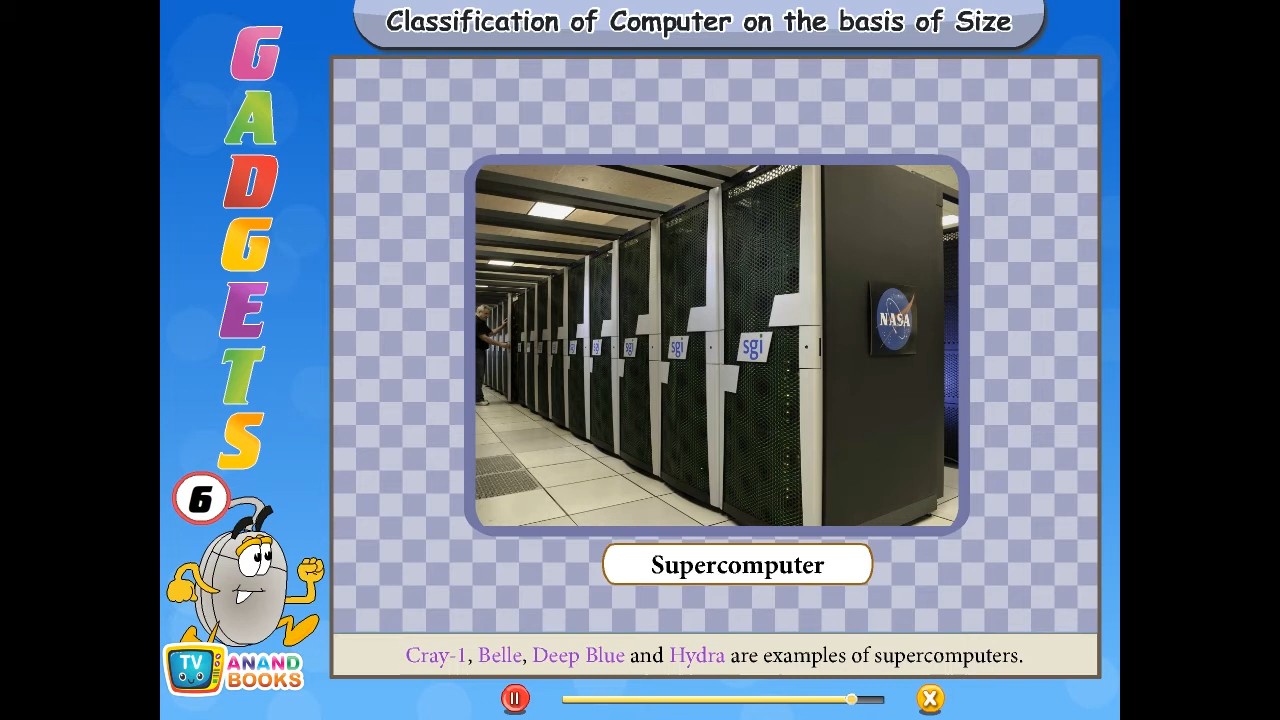 Classification of Computer on the basis of Size
GADGETS
6
NASA
sgi
sgi
sgi
sgi
sgi
Supercomputer
Cray-1, Belle, Deep Blue and Hydra are examples of supercomputers.
TV ANAND
BOOKS